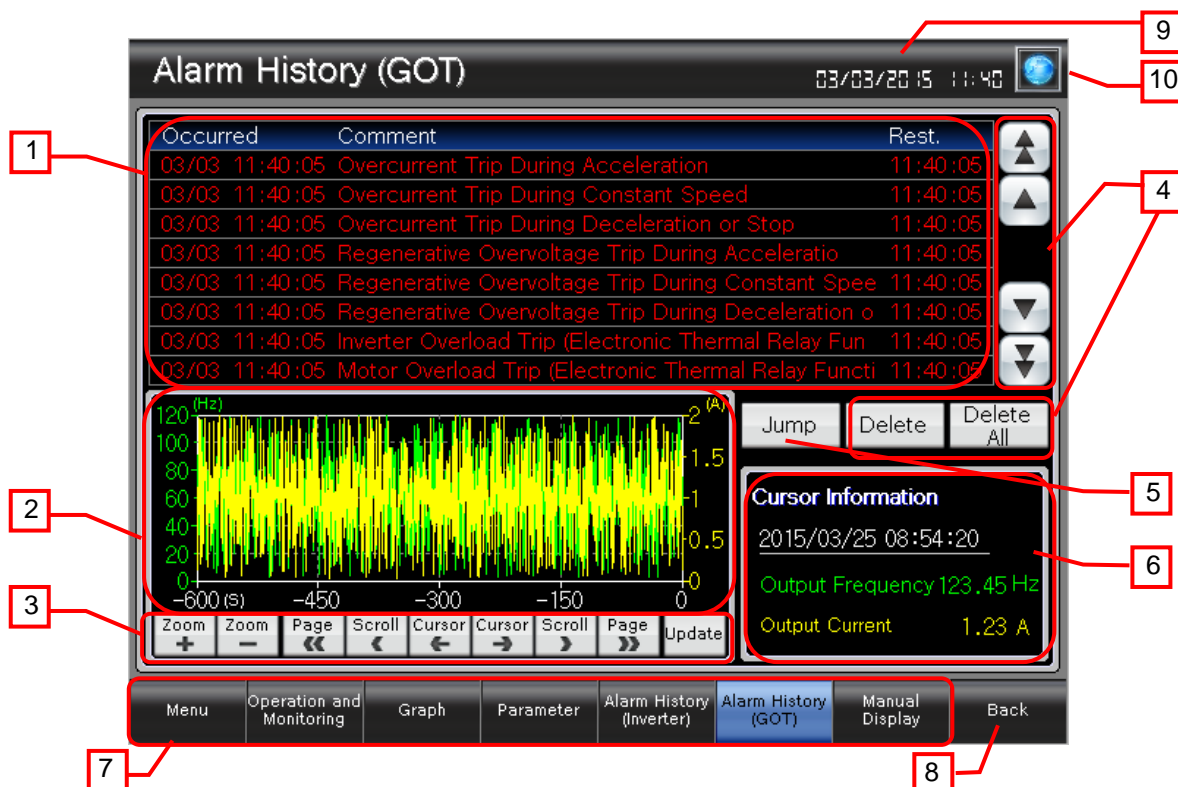 9
Alarm History (GOT)
03/03/2015 11:40
10
1
Occurred Comment Rest.
03/03 11:40:05 Overcurrent Trip During Acceleration 11:40:05
03/03 11:40:05 Overcurrent Trip During Constant Speed 11:40:05
03/03 11:40:05 Overcurrent Trip During Deceleration or Stop 11:40:05
03/03 11:40:05 Regenerative Overvoltage Trip During Acceleratio 11:40:05
03/03 11:40:05 Regenerative Overvoltage Trip During Constant Spee 11:40:05
03/03 11:40:05 Regenerative Overvoltage Trip During Deceleration o 11:40:05
03/03 11:40:05 Inverter Overload Trip (Electronic Thermal Relay Fun 11:40:05
03/03 11:40:05 Motor Overload Trip (Electronic Thermal Relay Functi 11:40:05
4
(Hz) (A)
120 2
100
80 1.5
60 1
40
20 0.5
0 0
-600 (S) -450 -300 -150 0
2
Jump Delete Delete All
5
Cursor Information
2015/03/25 08:54:20
Output Frequency 123.45 Hz
Output Current 1.23 A
6
3
Zoom + Zoom - Page Scroll Cursor Cursor Scroll Page Update
Menu Operation and Monitoring Graph Parameter Alarm History (Inverter) Alarm History (GOT) Manual Display Back
7
8